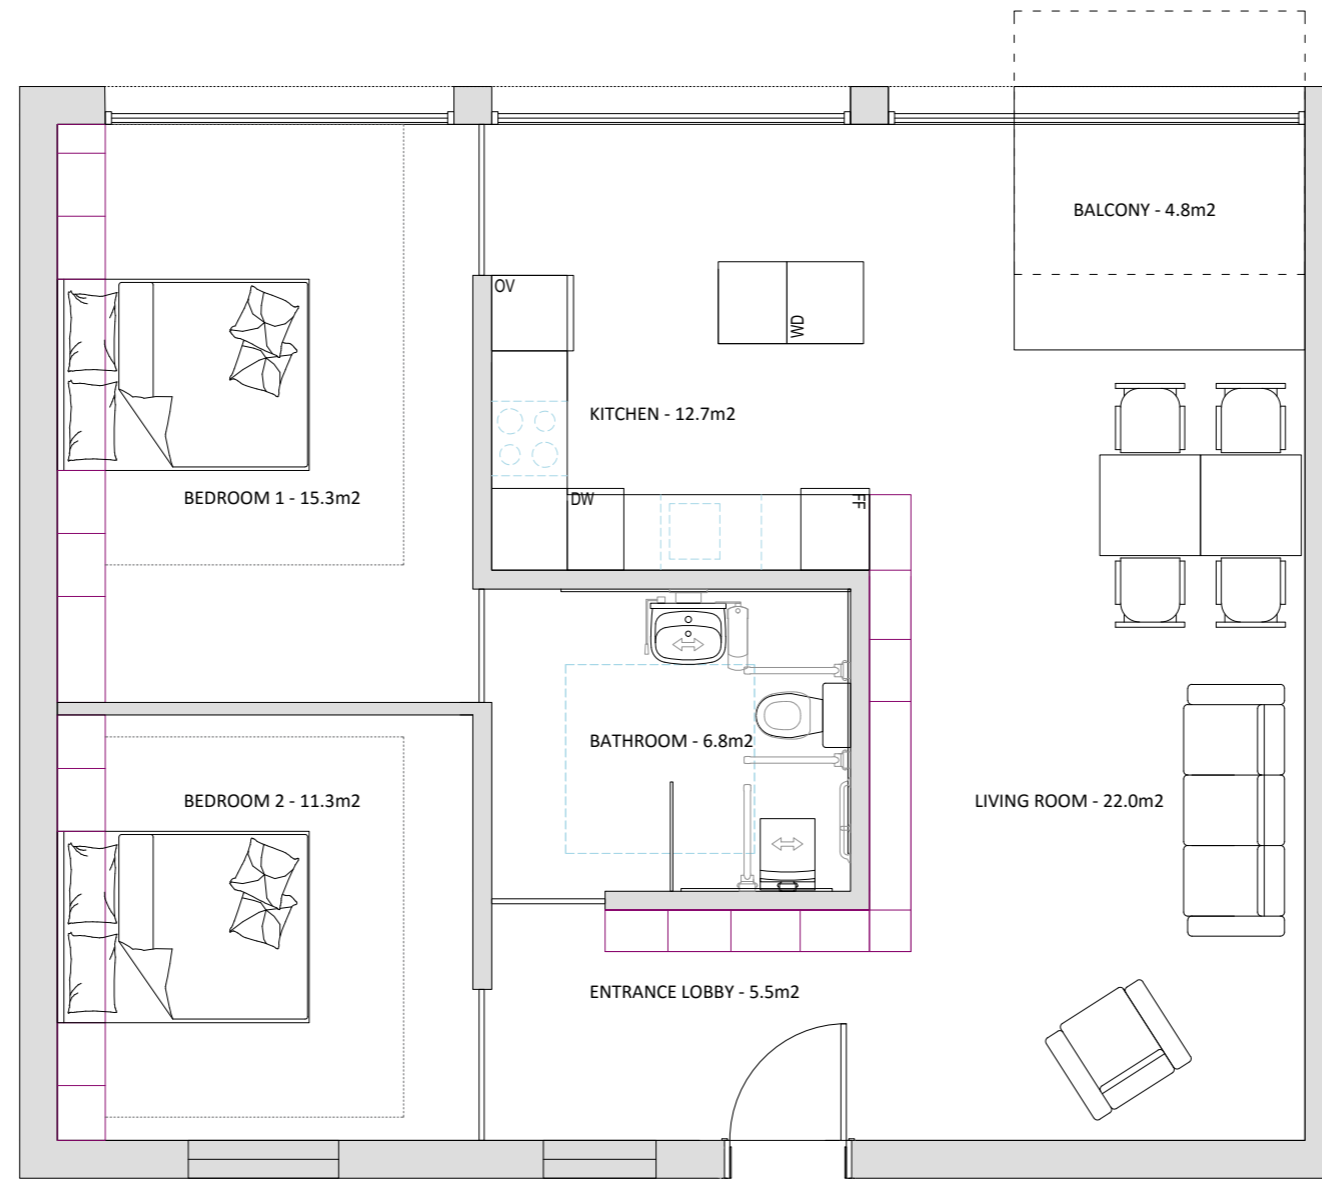 BALCONY - 4.8m2
OV
WD
KITCHEN - 12.7m2
BEDROOM 1 - 15.3m2
DW
FF
BATHROOM - 6.8m2
BEDROOM 2 - 11.3m2
LIVING ROOM - 22.0m2
ENTRANCE LOBBY - 5.5m2